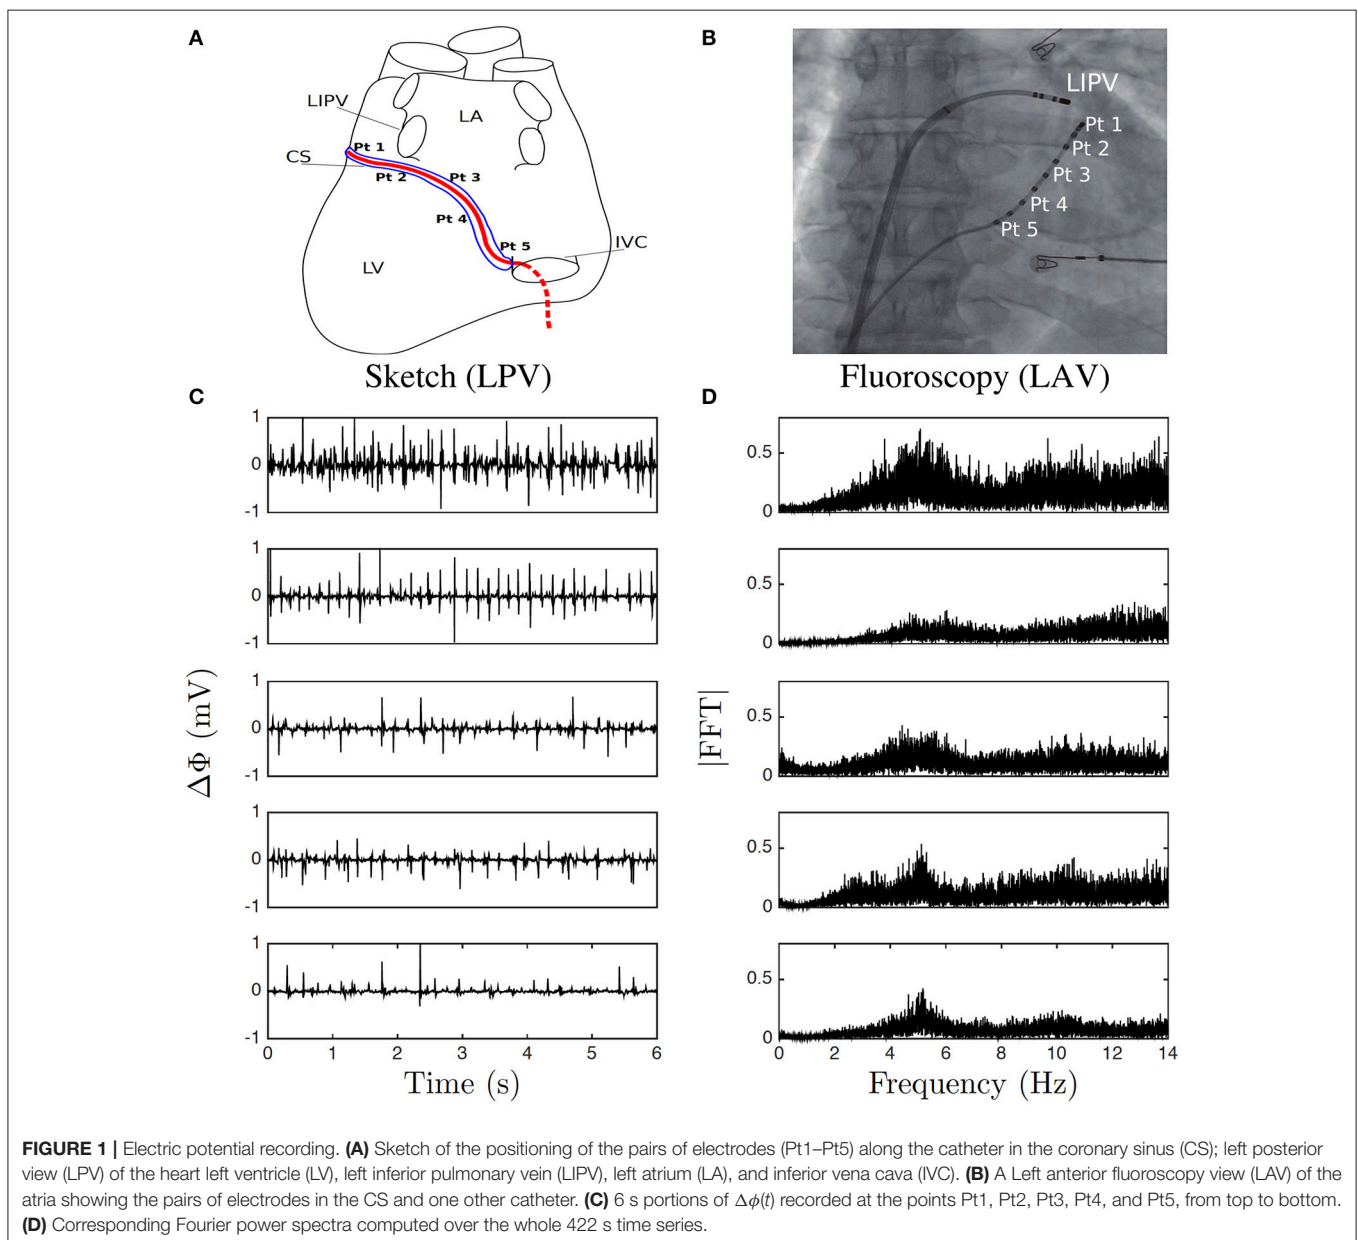 A
LIPV
LA
CS
Pt 1
Pt 2
Pt 3
Pt 4
Pt 5
IVC
LV
Sketch (LPV)
B
LIPV
Pt 1
Pt 2
Pt 3
Pt 4
Pt 5
Fluoroscopy (LAV)
C
1
0
-1
1
0
-1
1
0
-1
1
0
-1
1
0
-1
0 1 2 3 4 5 6
ΔΦ (mV)
Time (s)
D
0.5
0
0.5
0
0.5
0
0.5
0
0.5
0
0 2 4 6 8 10 12 14
|FFT|
Frequency (Hz)
FIGURE 1 | Electric potential recording. (A) Sketch of the positioning of the pairs of electrodes (Pt1–Pt5) along the catheter in the coronary sinus (CS); left posterior
view (LPV) of the heart left ventricle (LV), left inferior pulmonary vein (LIPV), left atrium (LA), and inferior vena cava (IVC). (B) A Left anterior fluoroscopy view (LAV) of the
atria showing the pairs of electrodes in the CS and one other catheter. (C) 6 s portions of Δϕ(t) recorded at the points Pt1, Pt2, Pt3, Pt4, and Pt5, from top to bottom.
(D) Corresponding Fourier power spectra computed over the whole 422 s time series.